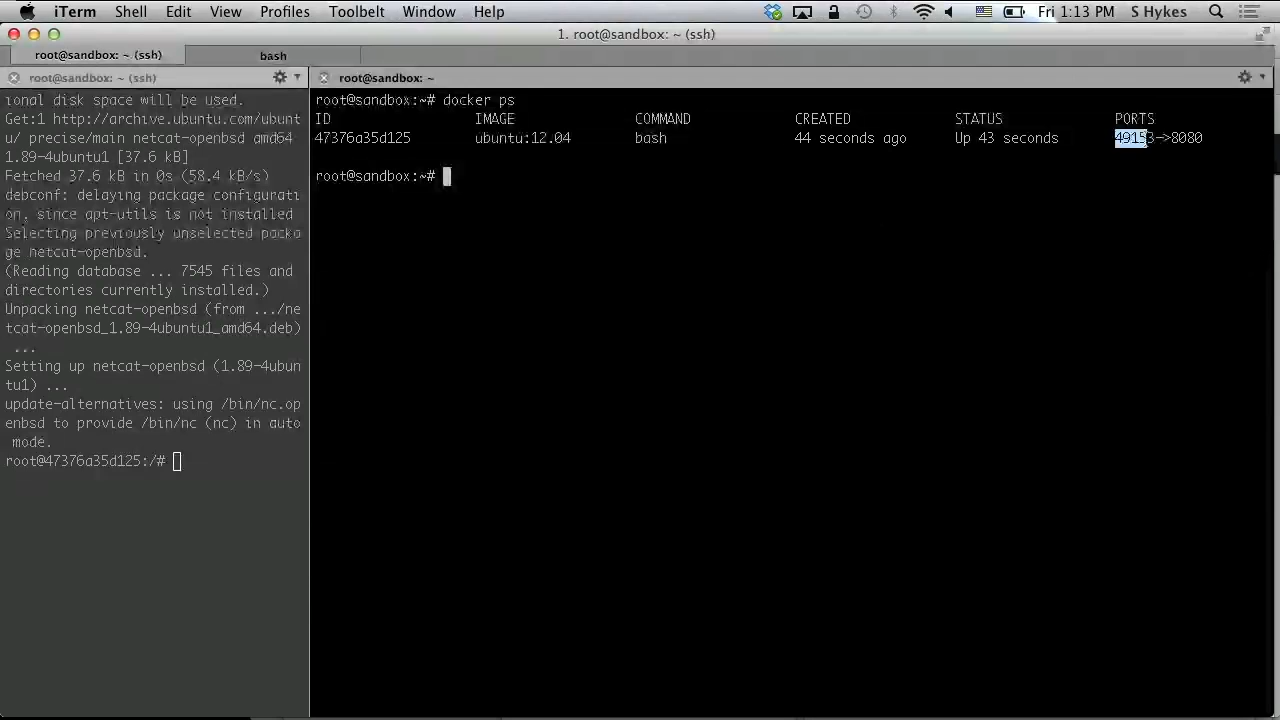 iTerm Shell Edit View Profiles Toolbelt Window Help Fri 1:13 PM S Hykes
1. root@sandbox: ~ (ssh)
root@sandbox: ~ (ssh) bash
root@sandbox: ~ (ssh)
ional disk space will be used.
Get:1 http://archive.ubuntu.com/ubunt
u/ precise/main netcat-openbsd amd64
1.89-4ubuntu1 [37.6 kB]
Fetched 37.6 kB in 0s (58.4 kB/s)
debconf: delaying package configurati
on, since apt-utils is not installed
Selecting previously unselected packa
ge netcat-openbsd.
(Reading database ... 7545 files and
directories currently installed.)
Unpacking netcat-openbsd (from .../ne
tcat-openbsd_1.89-4ubuntu1_amd64.deb)
...
Setting up netcat-openbsd (1.89-4ubun
tu1) ...
update-alternatives: using /bin/nc.op
enbsd to provide /bin/nc (nc) in auto
mode.
root@47376a35d125:/#
root@sandbox: ~
root@sandbox:~# docker ps
ID IMAGE COMMAND CREATED STATUS PORTS
47376a35d125 ubuntu:12.04 bash 44 seconds ago Up 43 seconds 49153->8080
root@sandbox:~#